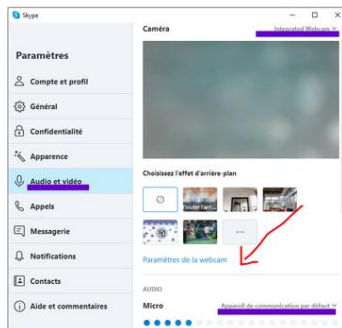 Skype
Paramètres
Compte et profil
Général
Confidentialité
Apparence
Audio et vidéo
Appels
Messagerie
Notifications
Contacts
Aide et commentaires
Caméra
Integrated Webcam
Choisissez l'effet d'arrière-plan
Paramètres de la webcam
AUDIO
Micro
Appareil de communication par défaut